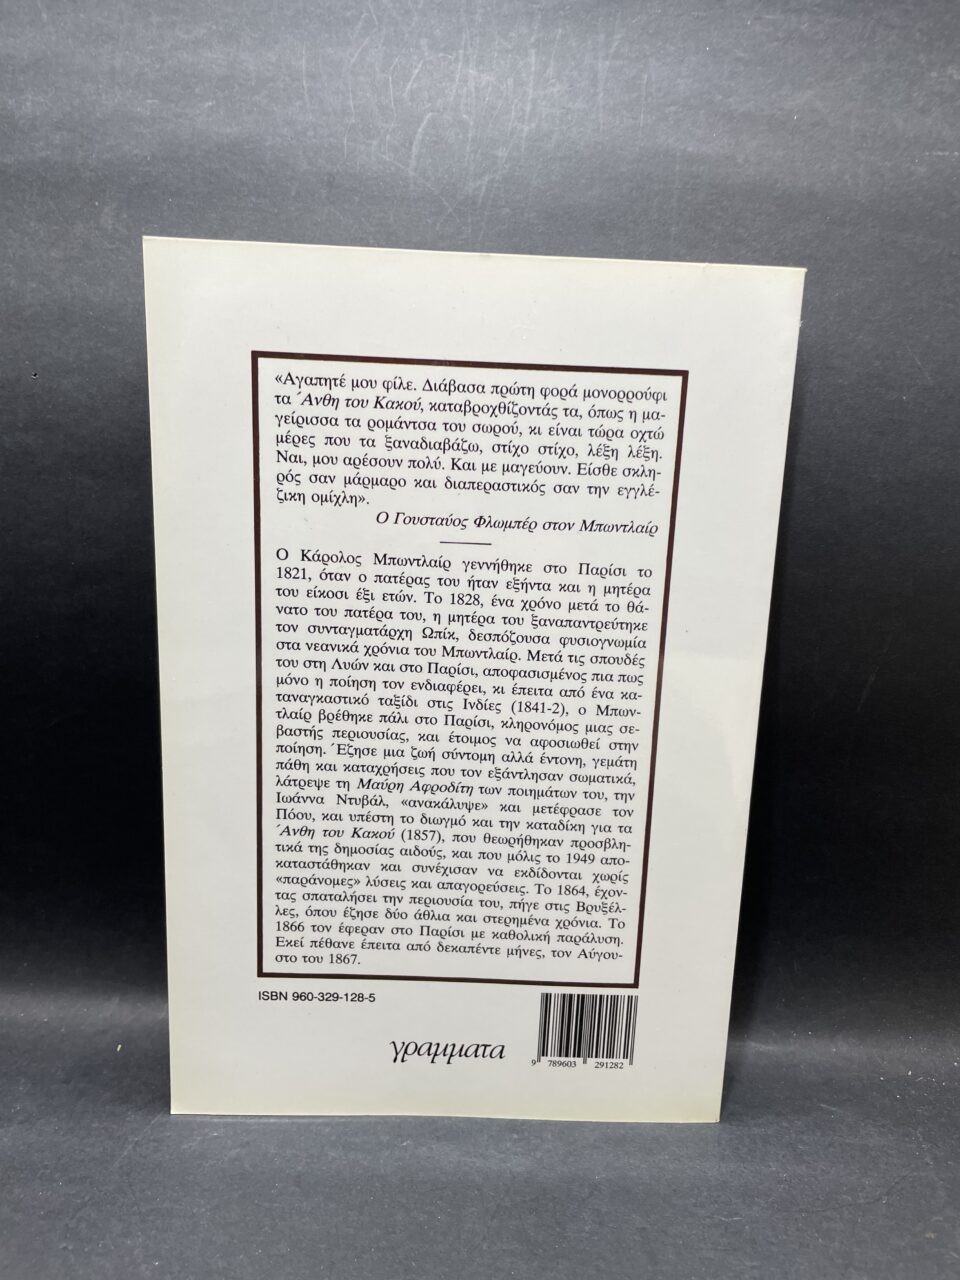 «Αγαπητέ μου φίλε. Διάβασα πρώτη φορά μονορρούφι
τα Άνθη του Κακού, καταβροχθίζοντάς τα, όπως η μα-
γείρισσα τα ρομάντσα του σωρού, κι είναι τώρα οχτώ
μέρες που τα ξαναδιαβάζω, στίχο στίχο, λέξη λέξη.
Ναι, μου αρέσουν πολύ. Και με μαγεύουν. Είσθε σκλη-
ρός σαν μάρμαρο και διαπεραστικός σαν την εγγλέ-
ζικη ομίχλη».
Ο Γουσταύος Φλωμπέρ στον Μπωντλαίρ
Ο Κάρολος Μπωντλαίρ γεννήθηκε στο Παρίσι το
1821, όταν ο πατέρας του ήταν εξήντα και η μητέρα
του είκοσι έξι ετών. Το 1828, ένα χρόνο μετά το θά-
νατο του πατέρα του, η μητέρα του ξαναπαντρεύτηκε
τον συνταγματάρχη Ωπίκ, δεσπόζουσα φυσιογνωμία
στα νεανικά χρόνια του Μπωντλαίρ. Μετά τις σπουδές
του στη Λυών και στο Παρίσι, αποφασισμένος πια πως
μόνο η ποίηση τον ενδιαφέρει, κι έπειτα από ένα κα-
ταναγκαστικό ταξίδι στις Ινδίες (1841-2), ο Μπων-
τλαίρ βρέθηκε πάλι στο Παρίσι, κληρονόμος μιας σε-
βαστής περιουσίας, και έτοιμος να αφοσιωθεί στην
ποίηση. Έζησε μια ζωή σύντομη αλλά έντονη, γεμάτη
πάθη και καταχρήσεις που τον εξάντλησαν σωματικά,
λάτρεψε τη Μαύρη Αφροδίτη των ποιημάτων του, την
Ιωάννα Ντυβάλ, «ανακάλυψε» και μετέφρασε τον
Πόου, και υπέστη το διωγμό και την καταδίκη για τα
Άνθη του Κακού (1857), που θεωρήθηκαν προσβλη-
τικά της δημοσίας αιδούς, και που μόλις το 1949 απο-
καταστάθηκαν και συνέχισαν να εκδίδονται χωρίς
«παράνομες» λύσεις και απαγορεύσεις. Το 1864, έχον-
τας σπαταλήσει την περιουσία του, πήγε στις Βρυξέλ-
λες, όπου έζησε δύο άθλια και στερημένα χρόνια. Το
1866 τον έφεραν στο Παρίσι με καθολική παράλυση.
Εκεί πέθανε έπειτα από δεκαπέντε μήνες, τον Αύγου-
στο του 1867.
ISBN 960-329-128-5
γραμματα
9 789603 291282